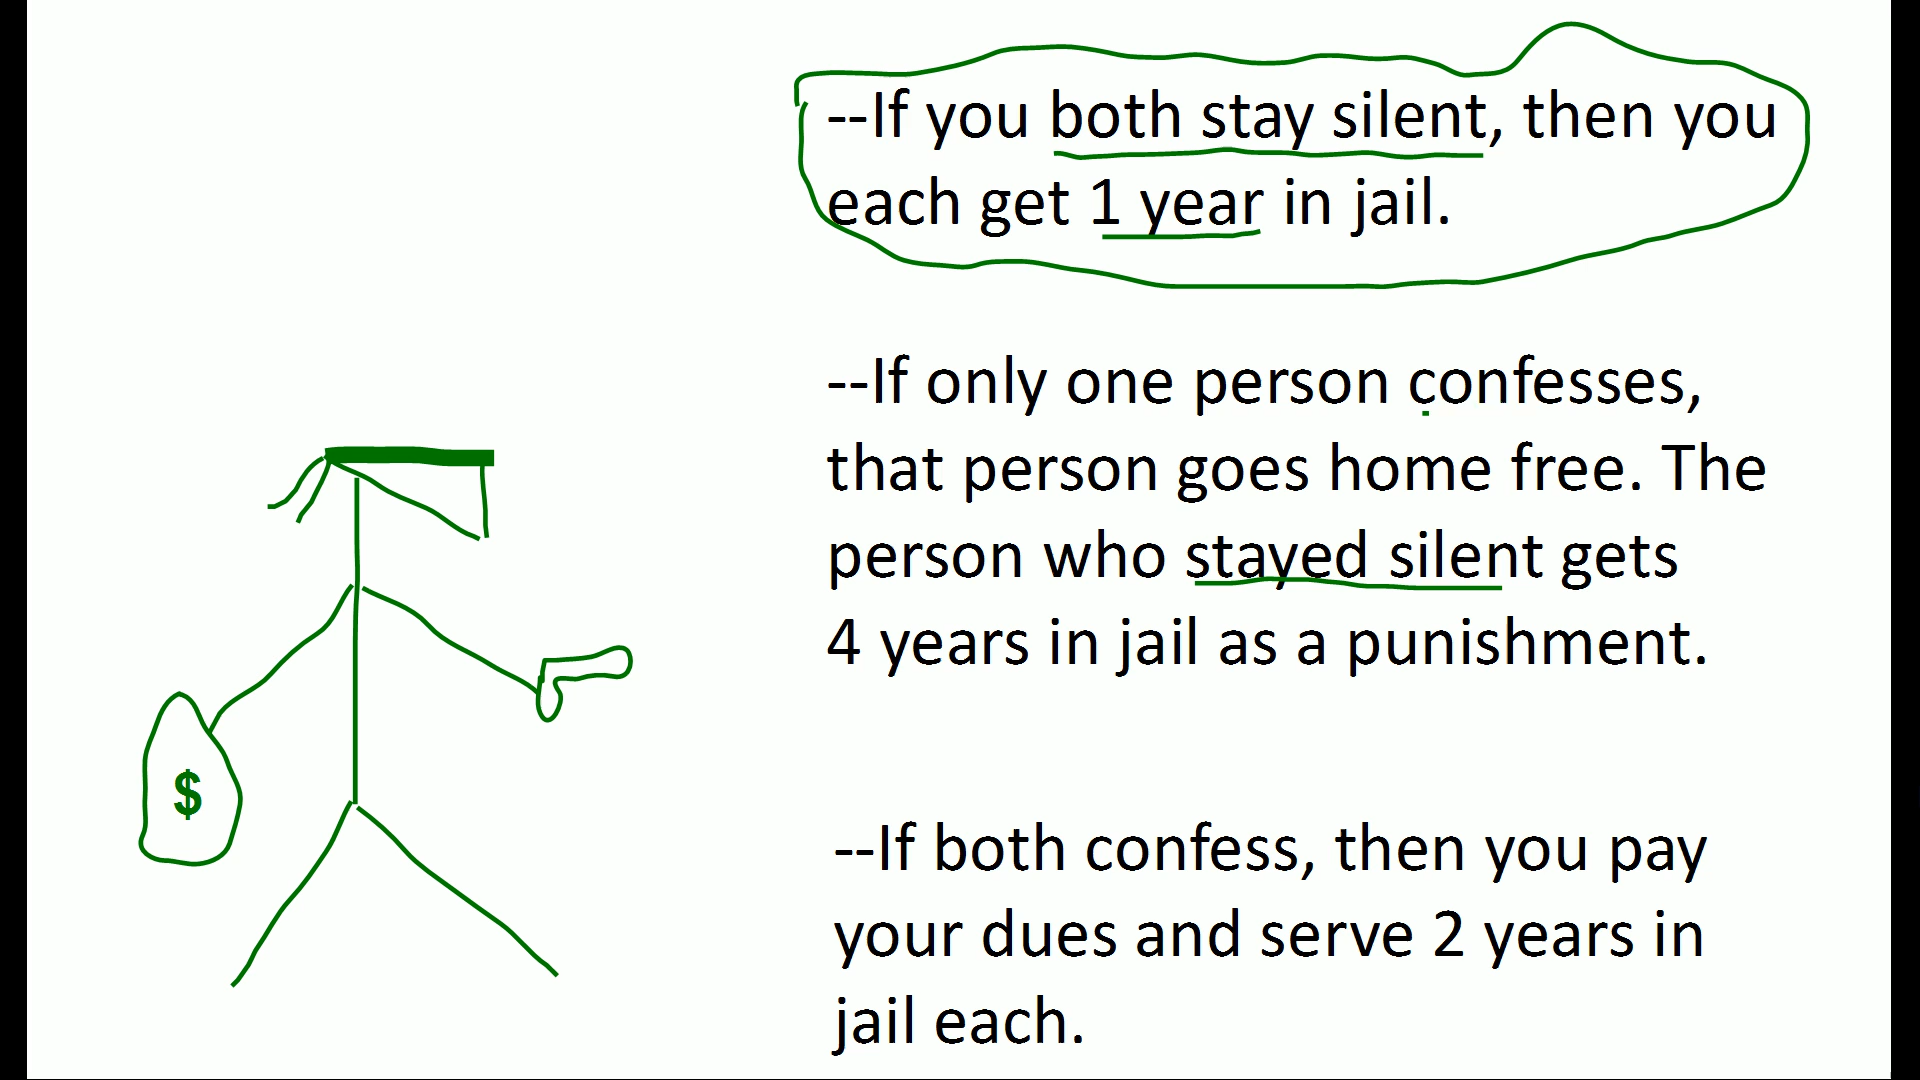 --If you both stay silent, then you
each get 1 year in jail.
--If only one person confesses,
that person goes home free. The
person who stayed silent gets
4 years in jail as a punishment.
$
--If both confess, then you pay
your dues and serve 2 years in
jail each.